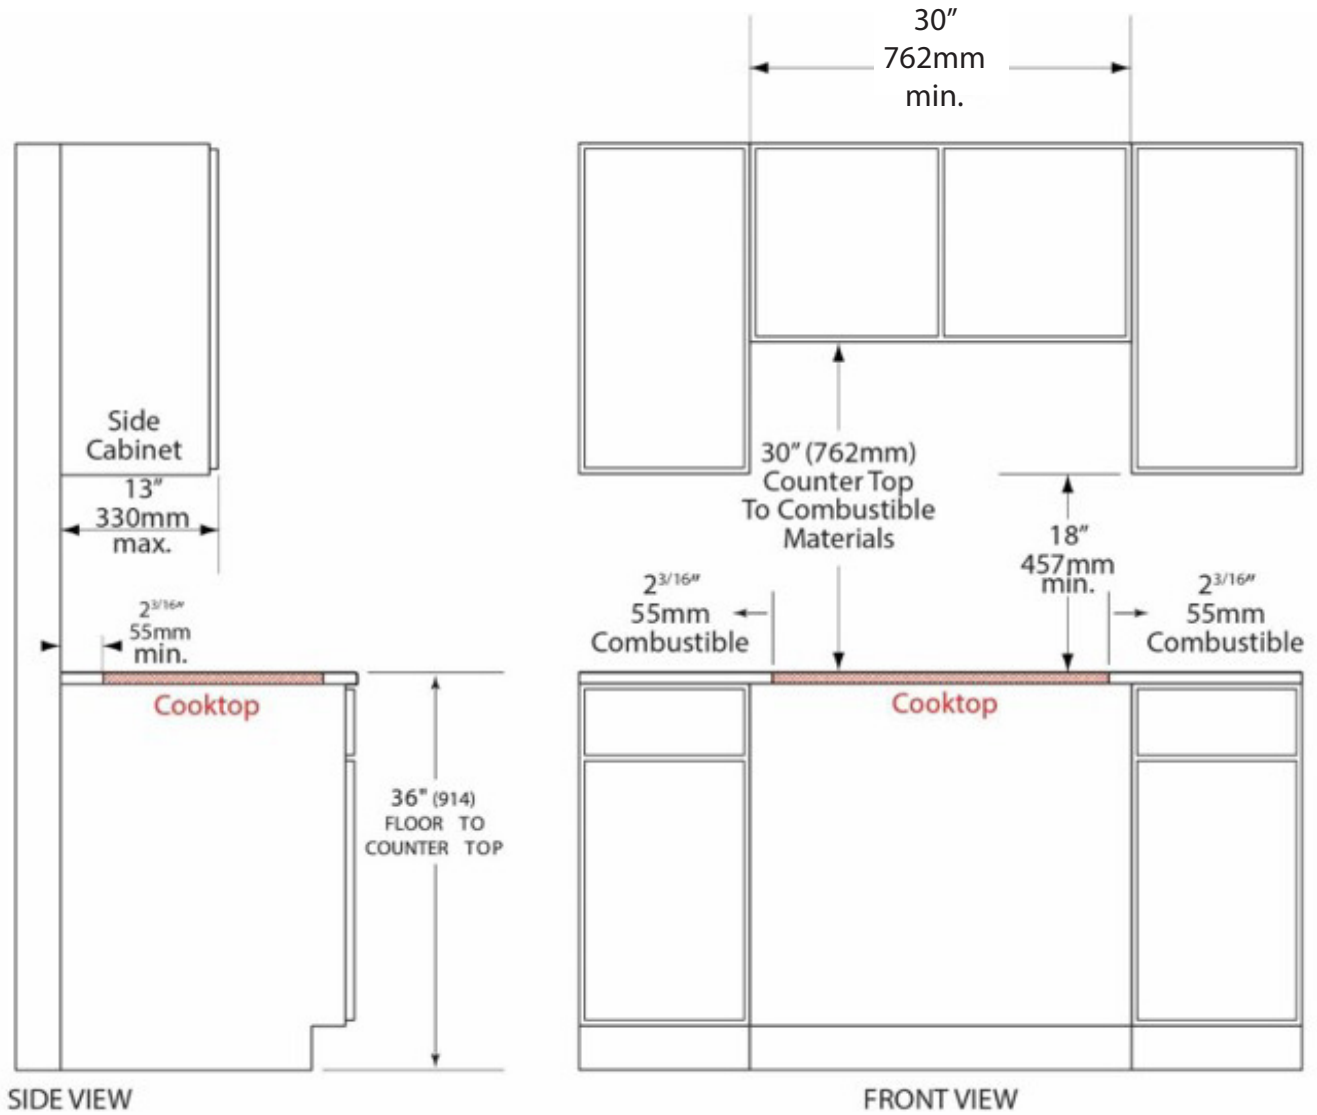 30″
762mm
min.
Side
Cabinet
13″
330mm
max.
2 3/16″
55mm
min.
Cooktop
36" (914)
FLOOR TO
COUNTER TOP
SIDE VIEW
30″ (762mm)
Counter Top
To Combustible
Materials
18″
457mm
min.
2 3/16″
55mm
Combustible
2 3/16″
55mm
Combustible
Cooktop
FRONT VIEW